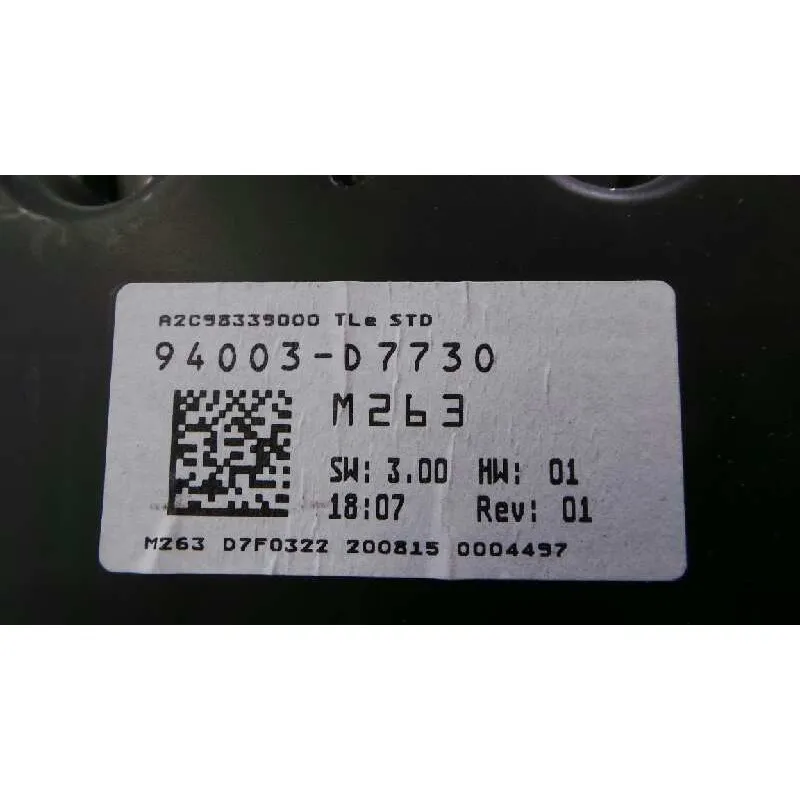 A2C98339000 TLe STD
94003-D7730
M263
SW: 3.00 HW: 01
18:07 Rev: 01
M263 D7F0322 200815 0004497